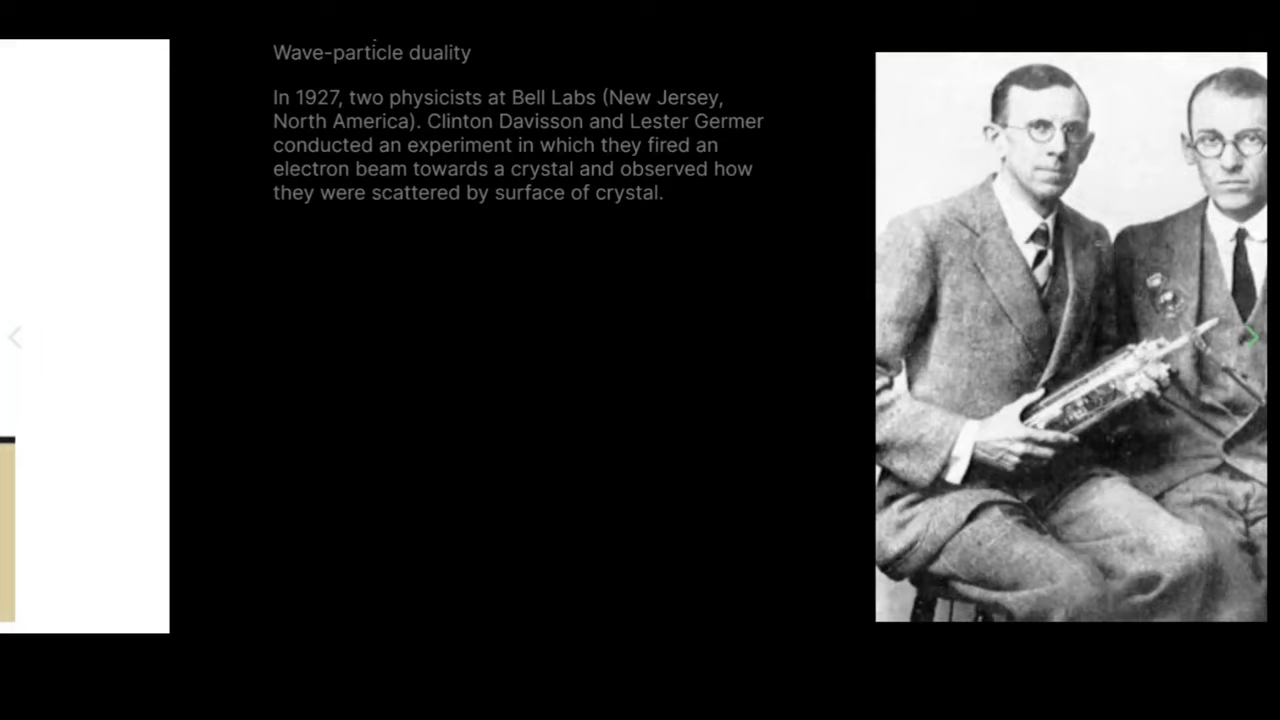 Wave-particle duality
In 1927, two physicists at Bell Labs (New Jersey,
North America). Clinton Davisson and Lester Germer
conducted an experiment in which they fired an
electron beam towards a crystal and observed how
they were scattered by surface of crystal.